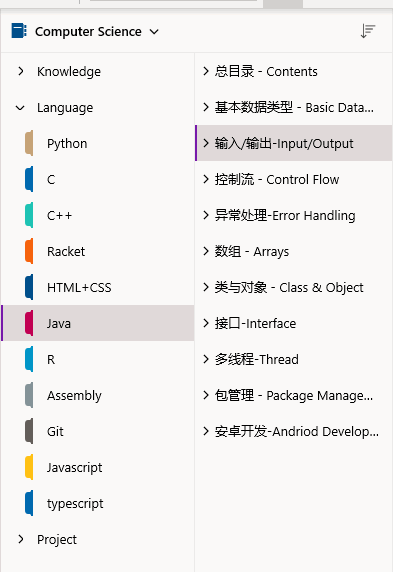 Computer Science
Knowledge
Language
Python
C
C++
Racket
HTML+CSS
Java
R
Assembly
Git
Javascript
typescript
Project
总目录 - Contents
基本数据类型 - Basic Data...
输入/输出-Input/Output
控制流 - Control Flow
异常处理-Error Handling
数组 - Arrays
类与对象 - Class & Object
接口-Interface
多线程-Thread
包管理 - Package Manage...
安卓开发-Andriod Develop...